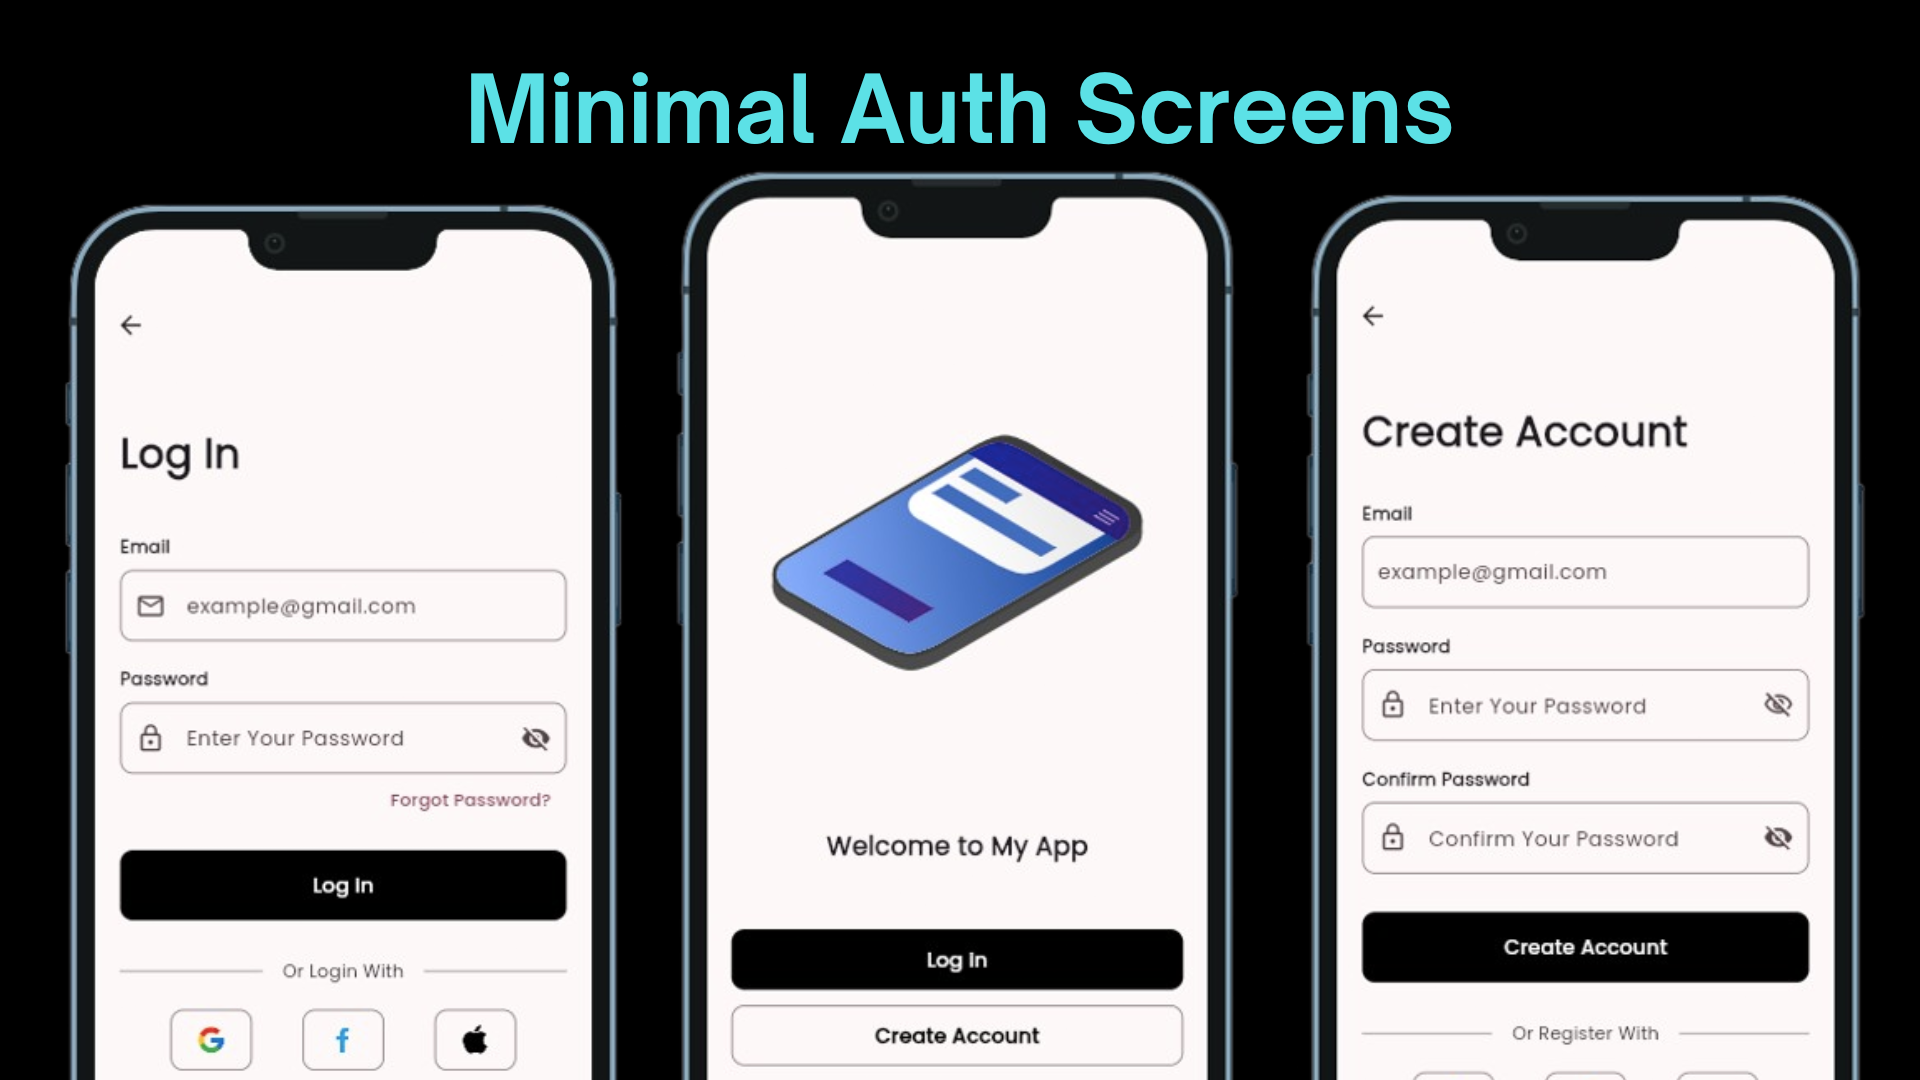 Minimal Auth Screens
Log In
Email
example@gmail.com
Password
Enter Your Password
Forgot Password?
Log In
Or Login With
Welcome to My App
Log In
Create Account
Create Account
Email
example@gmail.com
Password
Enter Your Password
Confirm Password
Confirm Your Password
Create Account
Or Register With